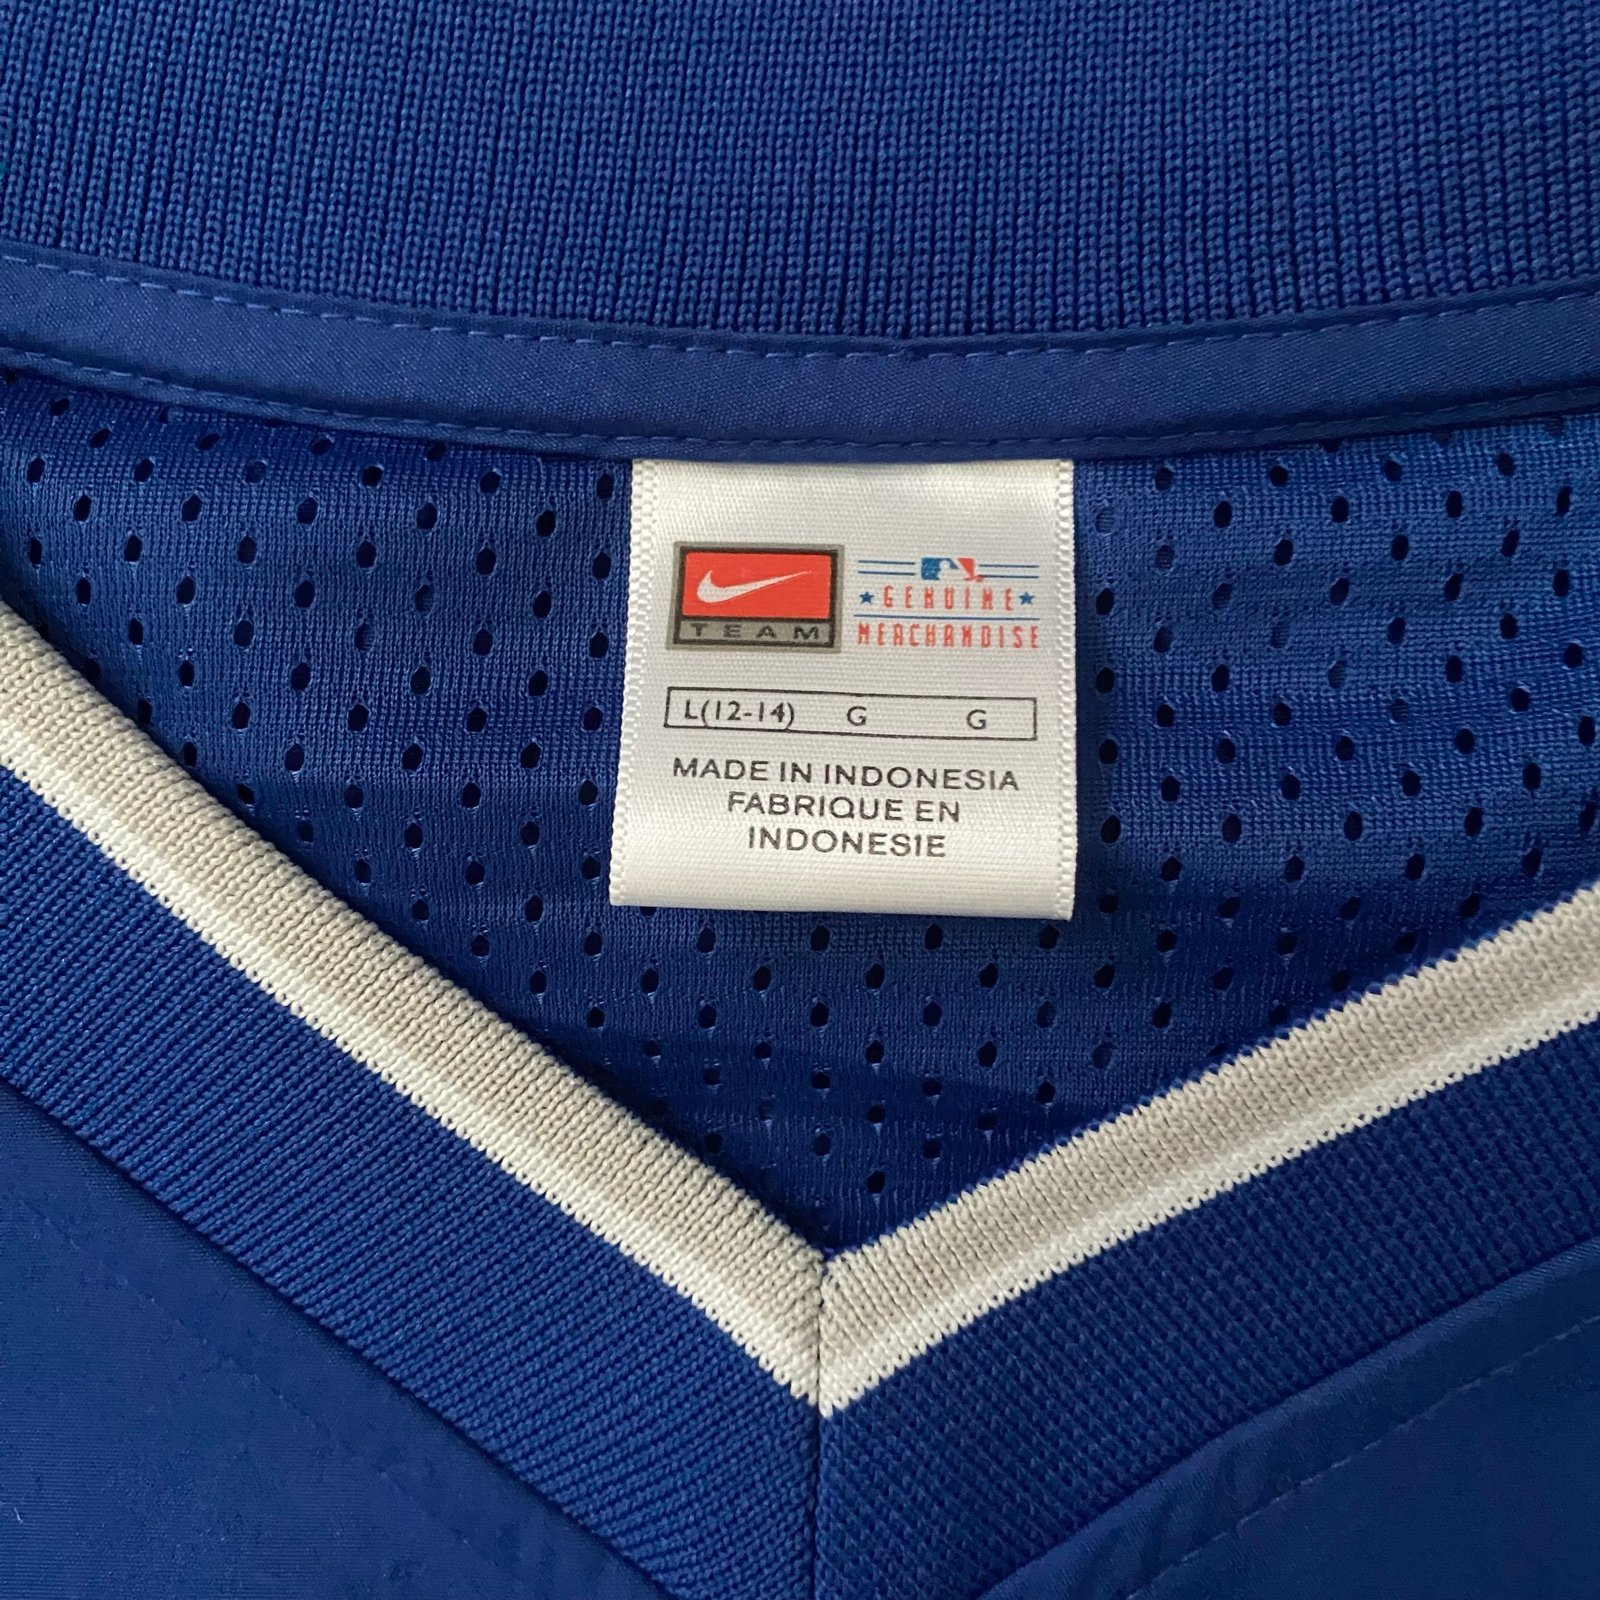 TEAM
GENUINE
MERCHANDISE
L(12-14) G G
MADE IN INDONESIA
FABRIQUE EN
INDONESIE